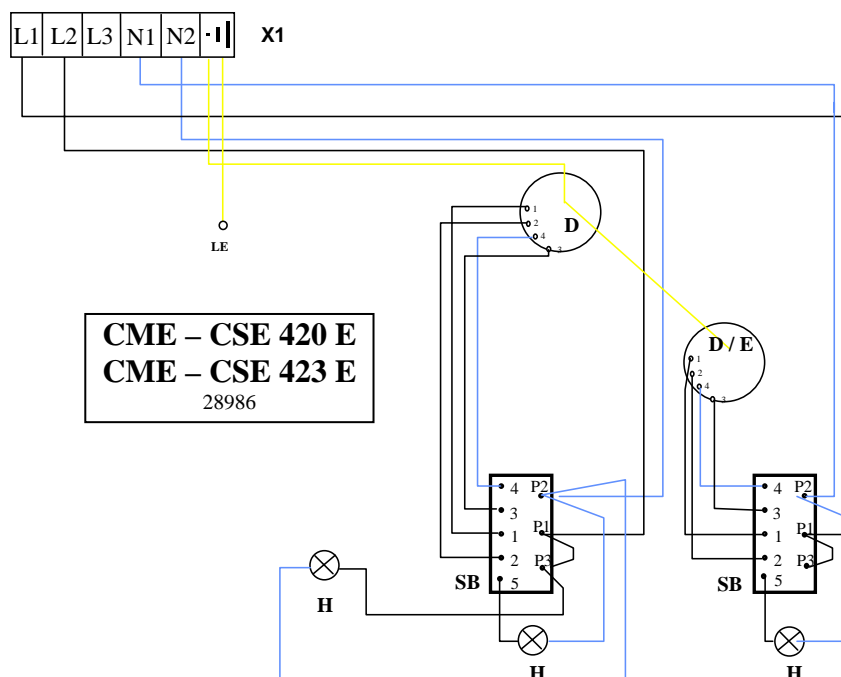 L1 L2 L3 N1 N2 X1
LE
D
1
2
4
3
CME – CSE 420 E
CME – CSE 423 E
28986
D / E
1
2
4
3
4 P2
3
1 P1
2 P3
5
SB
H
H
4 P2
3
1 P1
2 P3
5
SB
H